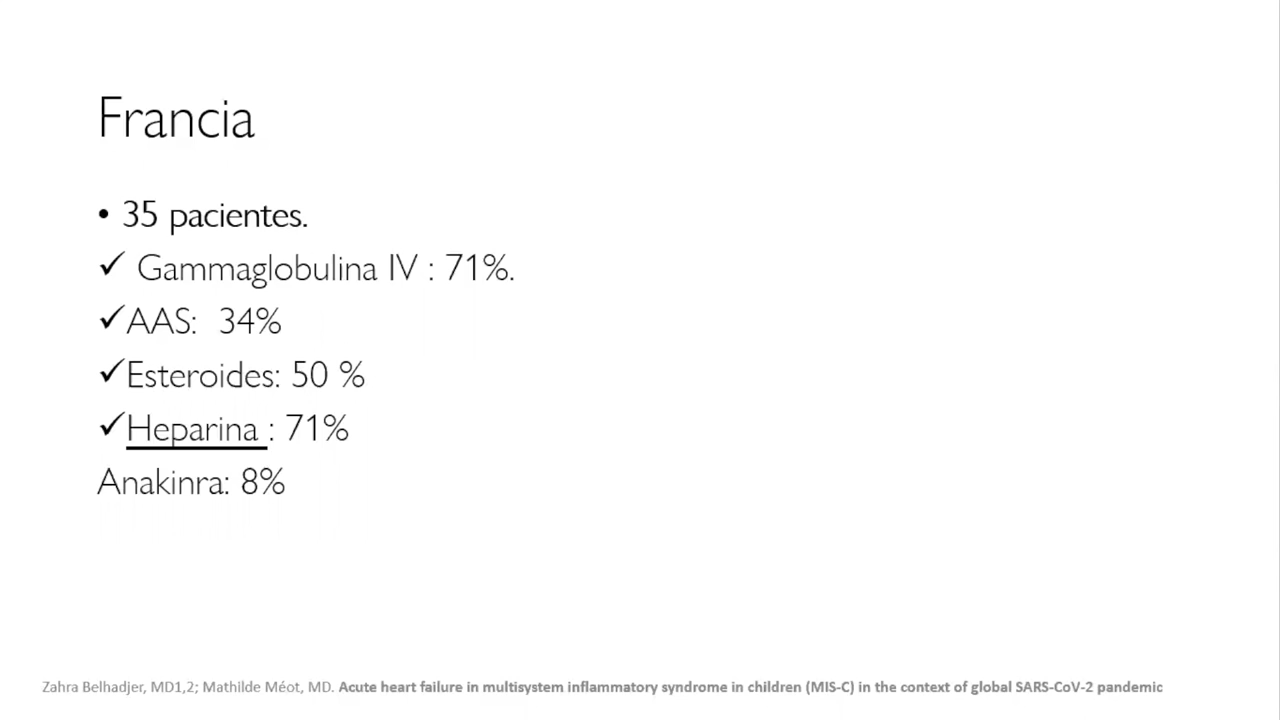 Francia
• 35 pacientes.
✓ Gammaglobulina IV : 71%.
✓AAS: 34%
✓Esteroides: 50 %
✓Heparina : 71%
Anakinra: 8%
Zahra Belhadjer, MD1,2; Mathilde Méot, MD. Acute heart failure in multisystem inflammatory syndrome in children (MIS-C) in the context of global SARS-CoV-2 pandemic